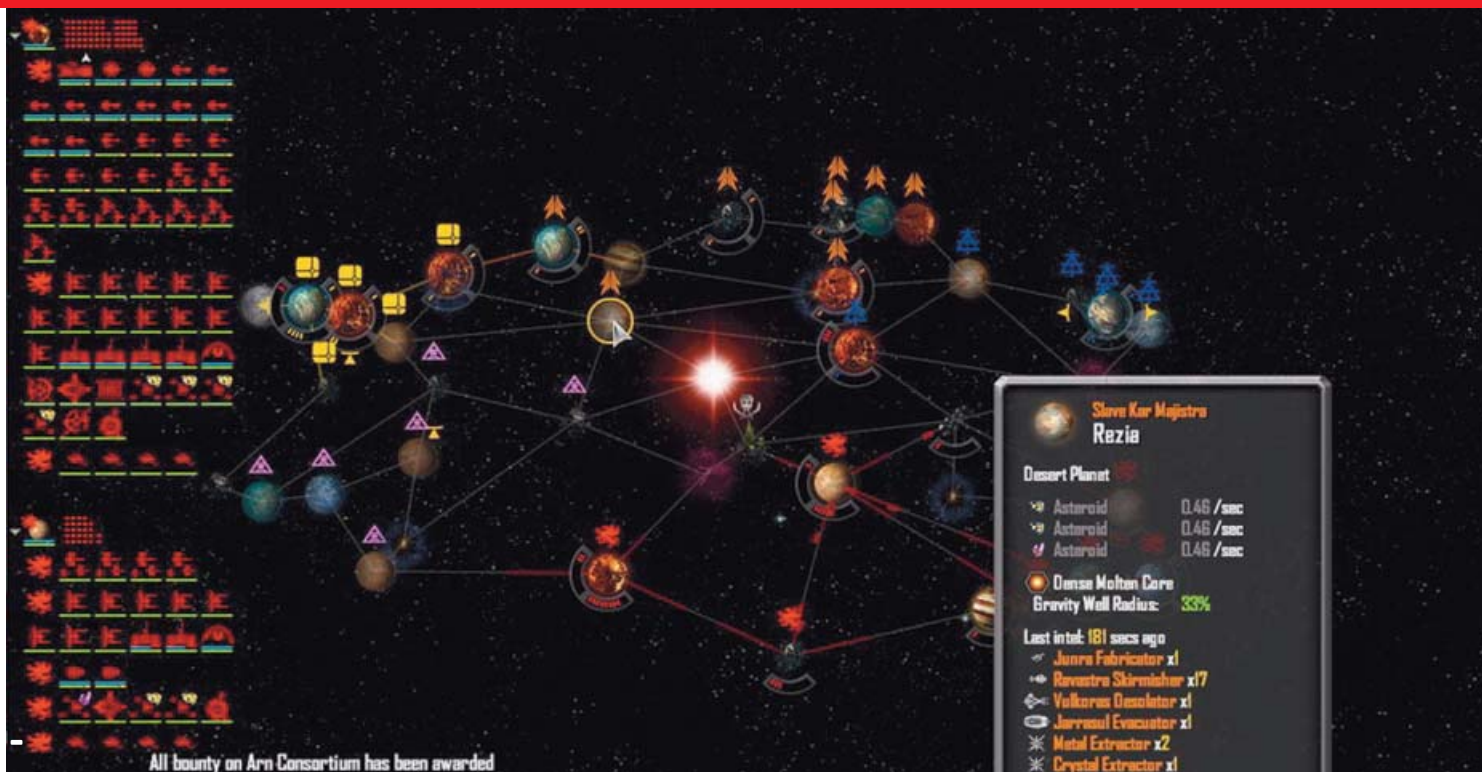 Slave Kar Majistra
Rezia
Desert Planet
Asteroid 0.46 /sec
Asteroid 0.46 /sec
Asteroid 0.46 /sec
Dense Molten Core
Gravity Well Radius: 33%
Last intel: 181 secs ago
Junra Fabricator x1
Ravastra Skirmisher x17
Vulkoras Desolator x1
Jarrasul Evacuator x1
Metal Extractor x2
Crystal Extractor x1
All bounty on Arn Consortium has been awarded